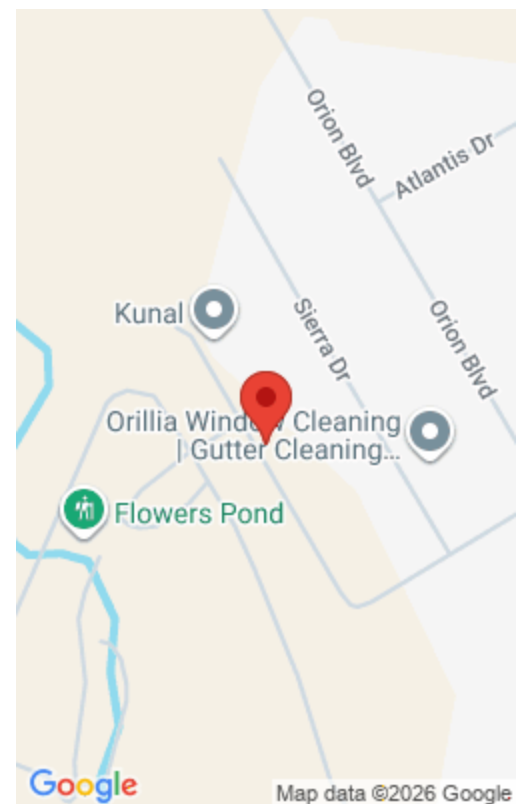 Orion Blvd
Atlantis Dr
Kunal
Sierra Dr
Orion Blvd
Orillia Window Cleaning
| Gutter Cleaning...
Flowers Pond
Google
Map data ©2026 Google